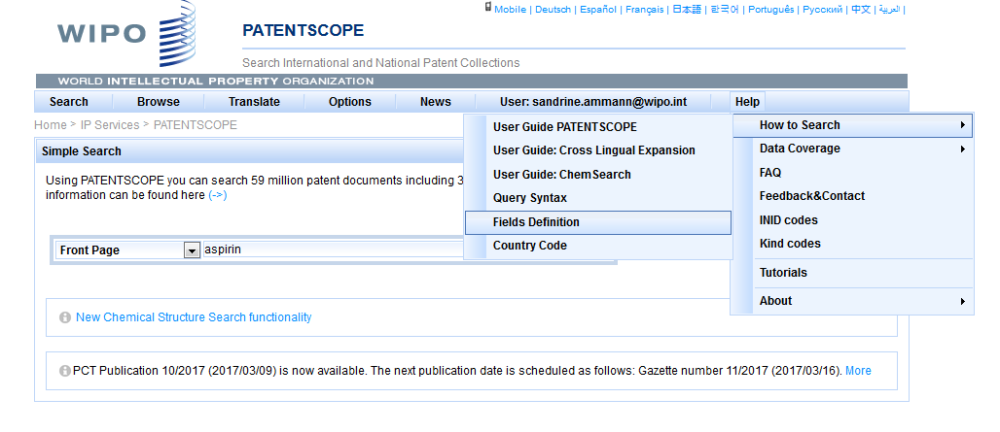 Mobile | Deutsch | Español | Français | 日本語 | 한국어 | Português | Русский | 中文 | العربية |
WIPO
PATENTSCOPE
Search International and National Patent Collections
WORLD INTELLECTUAL PROPERTY ORGANIZATION
Search Browse Translate Options News User: sandrine.ammann@wipo.int Help
Home > IP Services > PATENTSCOPE
Simple Search
Using PATENTSCOPE you can search 59 million patent documents including 3
information can be found here (->)
Front Page aspirin
User Guide PATENTSCOPE
User Guide: Cross Lingual Expansion
User Guide: ChemSearch
Query Syntax
Fields Definition
Country Code
How to Search
Data Coverage
FAQ
Feedback&Contact
INID codes
Kind codes
Tutorials
About
New Chemical Structure Search functionality
PCT Publication 10/2017 (2017/03/09) is now available. The next publication date is scheduled as follows: Gazette number 11/2017 (2017/03/16). More